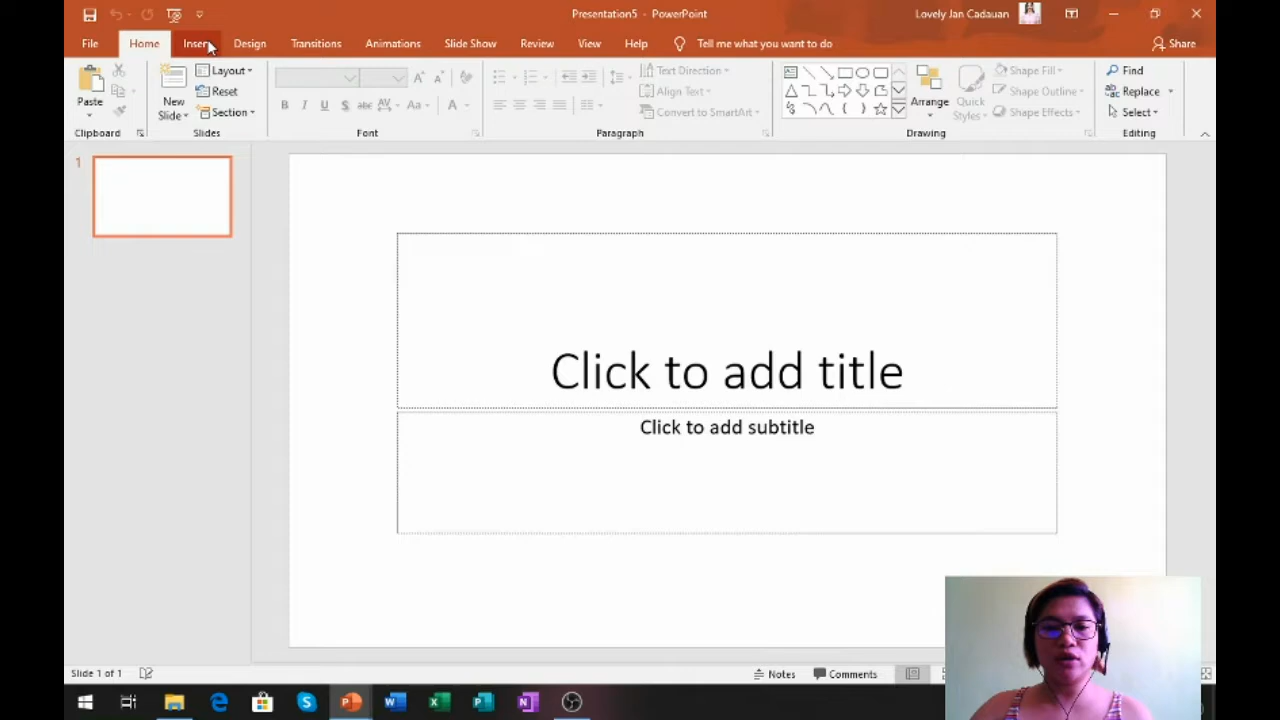 Presentation5 - PowerPoint
Lovely Jan Cadauan
File Home Insert Design Transitions Animations Slide Show Review View Help Tell me what you want to do Share
Paste
New Slide
Layout
Reset
Section
Text Direction
Align Text
Convert to SmartArt
Arrange
Quick Styles
Shape Fill
Shape Outline
Shape Effects
Find
Replace
Select
Clipboard Slides Font Paragraph Drawing Editing
1
Click to add title
Click to add subtitle
Slide 1 of 1 Notes Comments